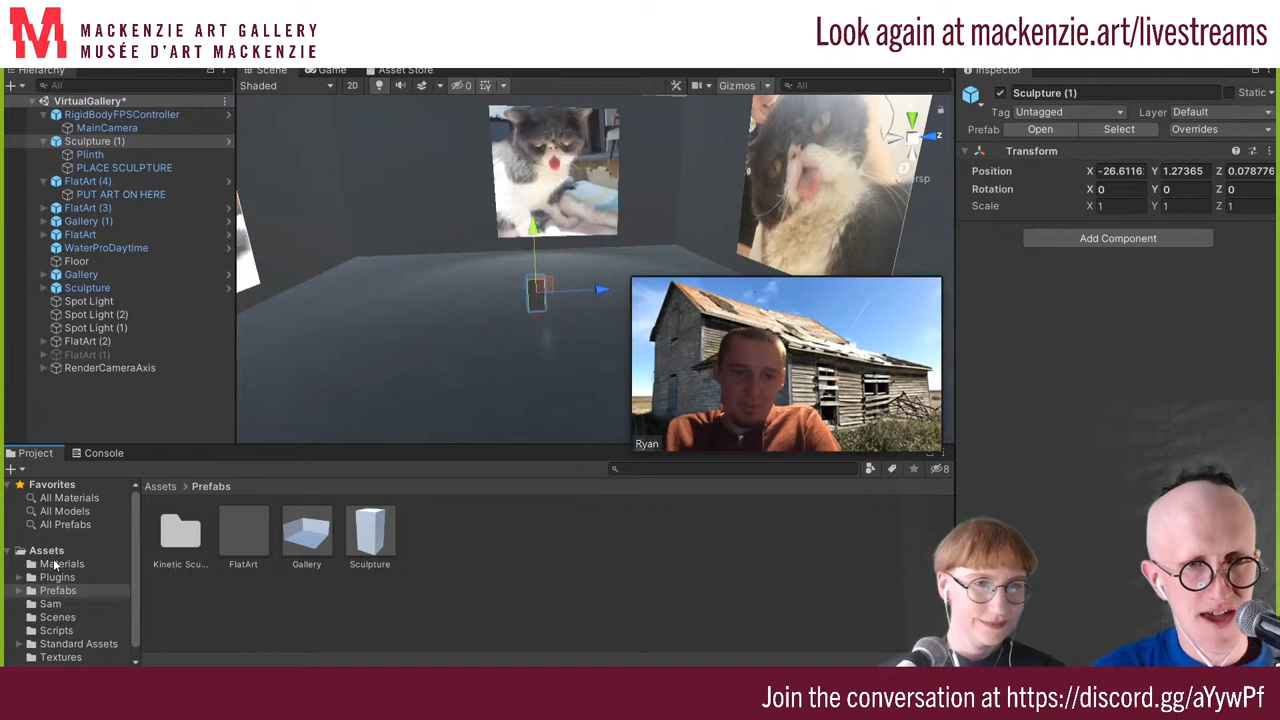 MACKENZIE ART GALLERY
MUSÉE D'ART MACKENZIE
Look again at mackenzie.art/livestreams
Hierarchy
Scene
Game
Asset Store
Inspector
All
Shaded
2D
0
Gizmos
All
Sculpture (1)
Static
VirtualGallery*
RigidBodyFPSController
MainCamera
Sculpture (1)
Plinth
PLACE SCULPTURE
FlatArt (4)
PUT ART ON HERE
FlatArt (3)
Gallery (1)
FlatArt
WaterProDaytime
Floor
Gallery
Sculpture
Spot Light
Spot Light (2)
Spot Light (1)
FlatArt (2)
FlatArt (1)
RenderCameraAxis
z
Tag Untagged Layer Default
Prefab Open Select Overrides
Transform
Position X -26.6116 Y 1.27365 Z 0.078776
Rotation X 0 Y 0 Z 0
Scale X 1 Y 1 Z 1
Add Component
Ryan
Project
Console
8
Favorites
All Materials
All Models
All Prefabs
Assets
Materials
Plugins
Prefabs
Sam
Scenes
Scripts
Standard Assets
Textures
Assets > Prefabs
Kinetic Scu...
FlatArt
Gallery
Sculpture
Join the conversation at https://discord.gg/aYywPf